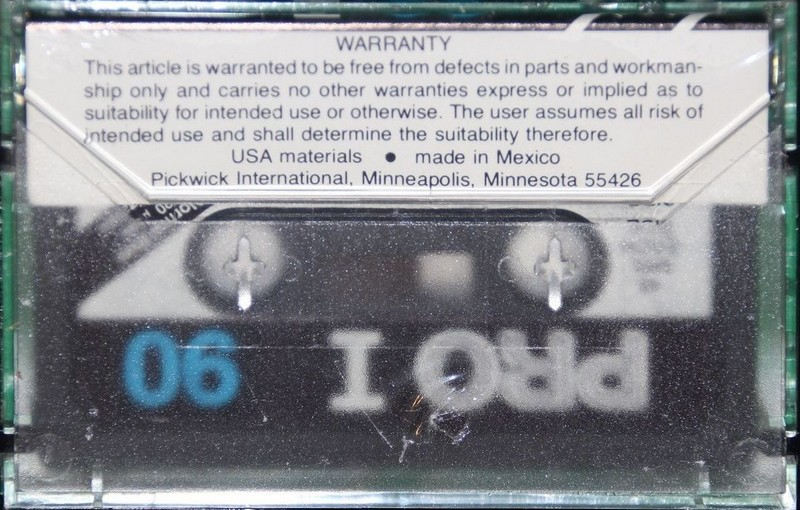 WARRANTY
This article is warranted to be free from defects in parts and workman-
ship only and carries no other warranties express or implied as to
suitability for intended use or otherwise. The user assumes all risk of
intended use and shall determine the suitability therefore.
USA materials ● made in Mexico
Pickwick International, Minneapolis, Minnesota 55426
PRO I 90